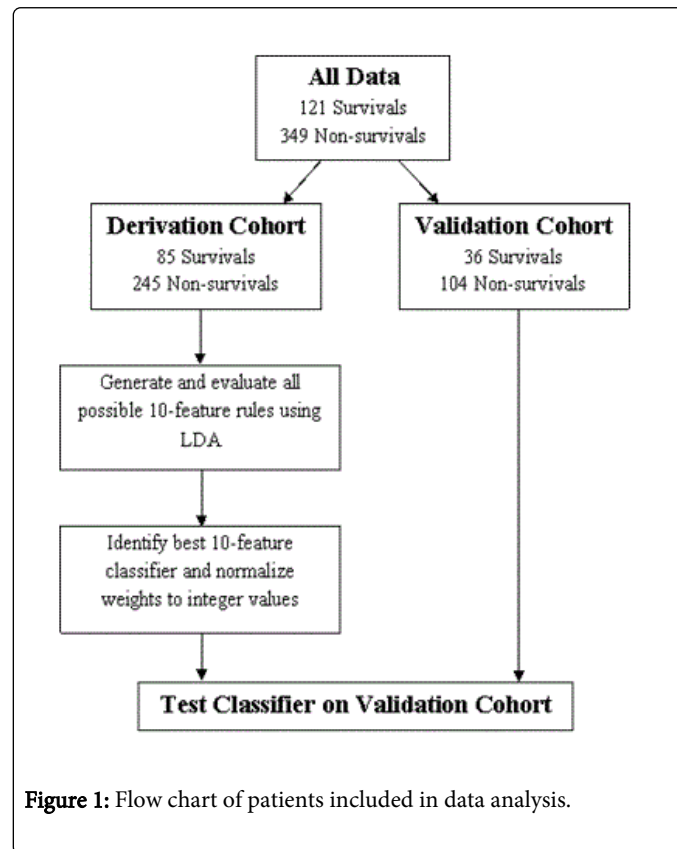 All Data
121 Survivals
349 Non-survivals
Derivation Cohort
85 Survivals
245 Non-survivals
Validation Cohort
36 Survivals
104 Non-survivals
Generate and evaluate all
possible 10-feature rules using
LDA
Identify best 10-feature
classifier and normalize
weights to integer values
Test Classifier on Validation Cohort
Figure 1: Flow chart of patients included in data analysis.